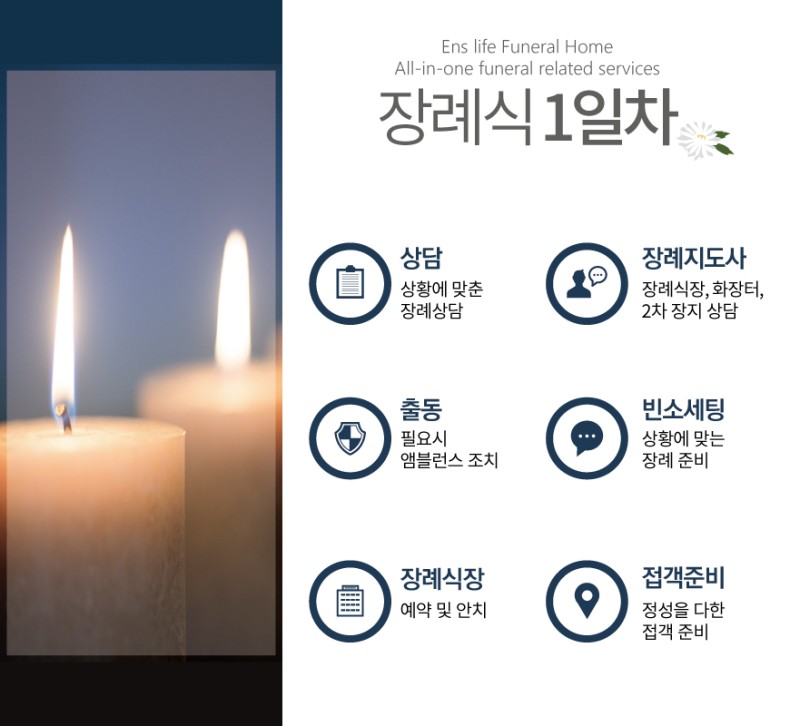 Ens life Funeral Home
All-in-one funeral related services
장례식 1일차
상담
상황에 맞춘
장례상담
장례지도사
장례식장, 화장터,
2차 장지 상담
출동
필요시
앰블런스 조치
빈소세팅
상황에 맞는
장례 준비
장례식장
예약 및 안치
접객준비
정성을 다한
접객 준비